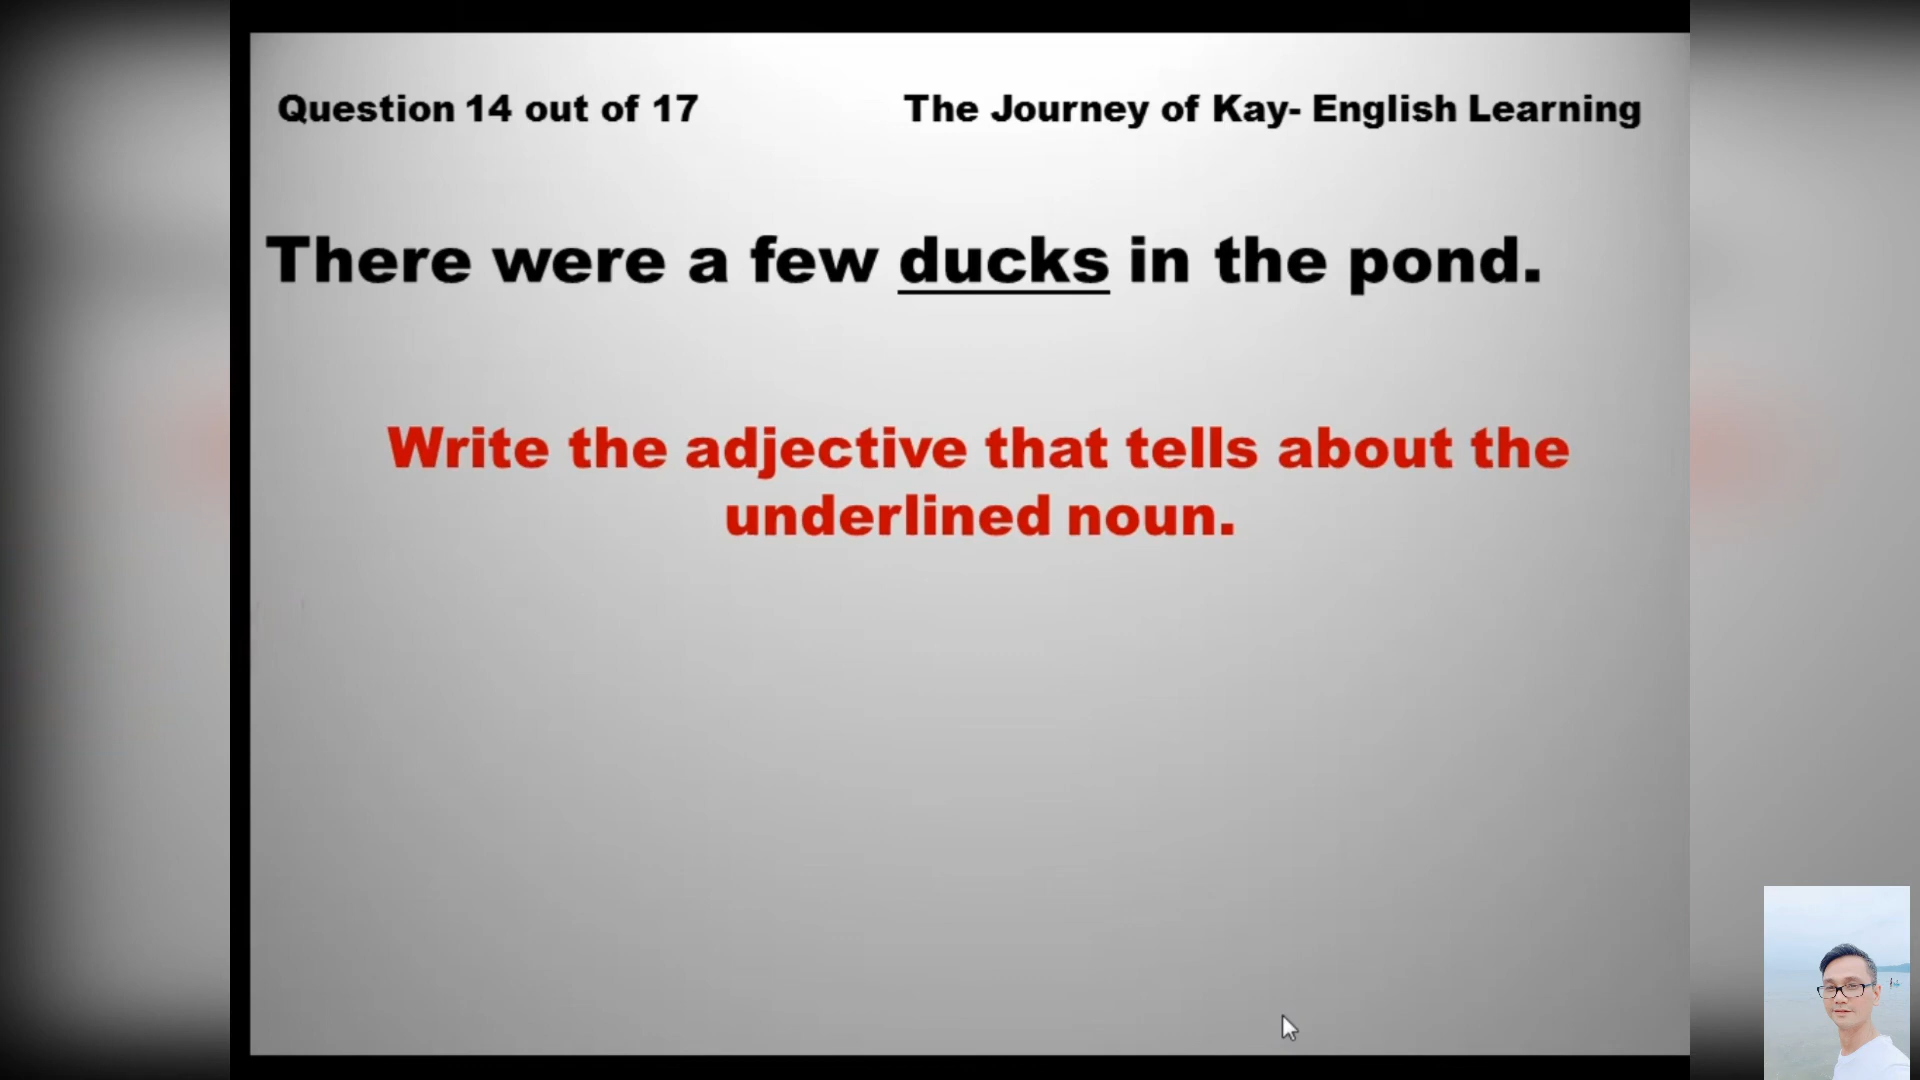 Question 14 out of 17
The Journey of Kay- English Learning
There were a few ducks in the pond.
Write the adjective that tells about the
underlined noun.